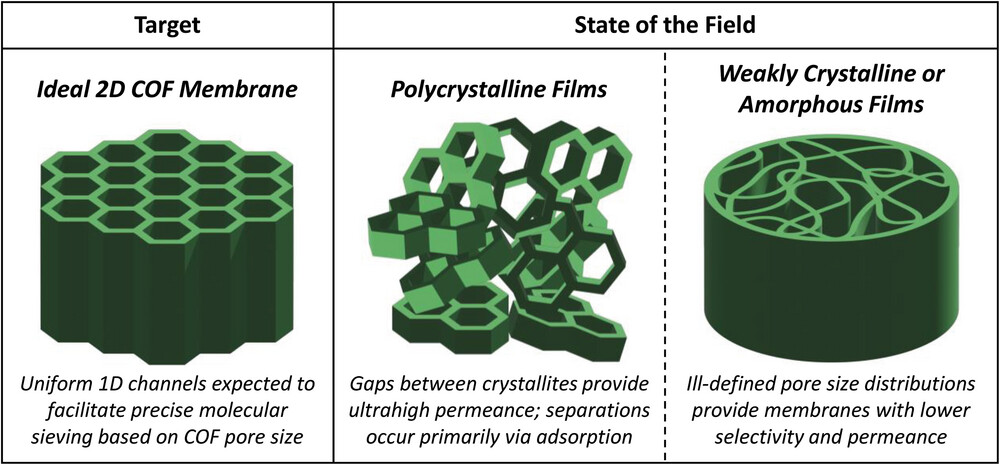 Target
State of the Field
Ideal 2D COF Membrane
Polycrystalline Films
Weakly Crystalline or
Amorphous Films
Uniform 1D channels expected to
facilitate precise molecular
sieving based on COF pore size
Gaps between crystallites provide
ultrahigh permeance; separations
occur primarily via adsorption
Ill-defined pore size distributions
provide membranes with lower
selectivity and permeance